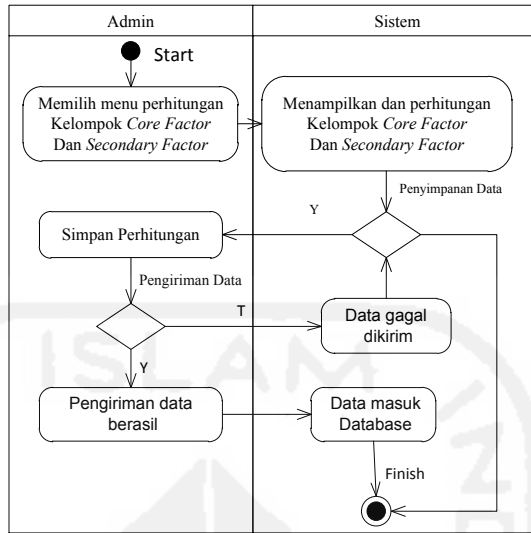 Admin
Sistem
Start
Memilih menu perhitungan
Kelompok Core Factor
Dan Secondary Factor
Menampilkan dan perhitungan
Kelompok Core Factor
Dan Secondary Factor
Penyimpanan Data
Y
Simpan Perhitungan
Pengiriman Data
T
Data gagal
dikirim
Y
Pengiriman data
berasil
Data masuk
Database
Finish
ISLAM